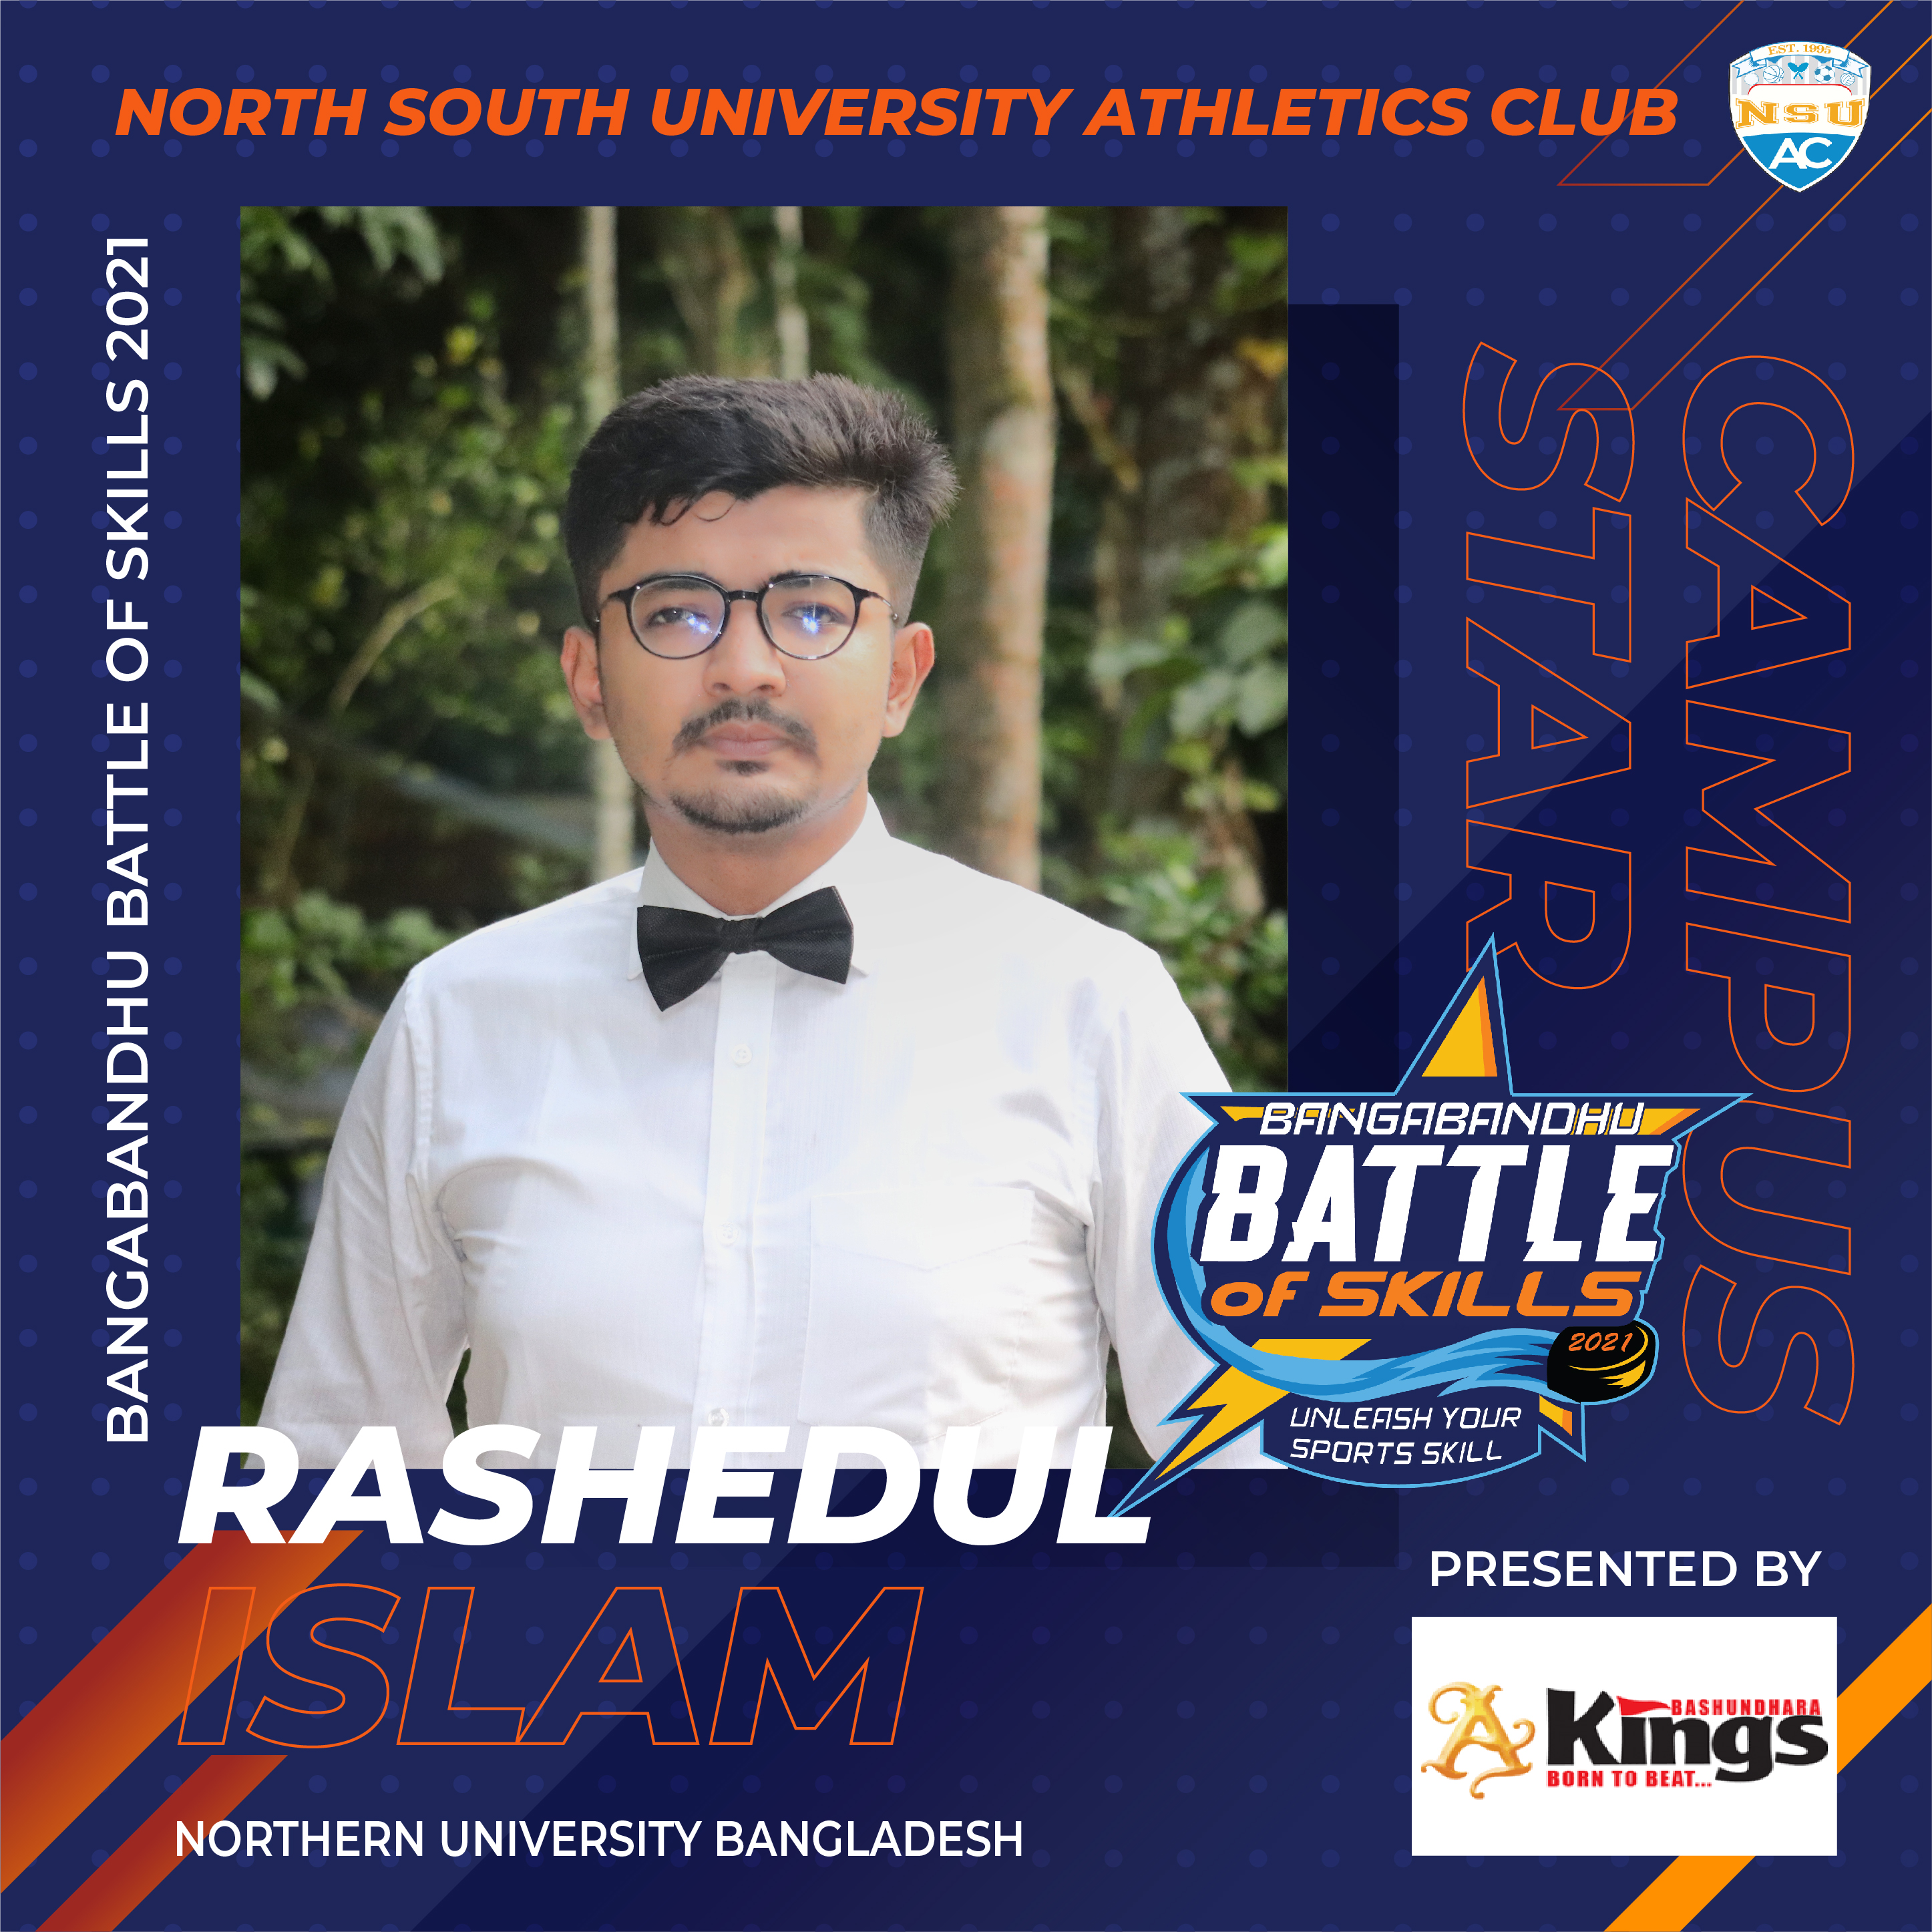 NORTH SOUTH UNIVERSITY ATHLETICS CLUB
EST. 1995
NSU
AC
BANGABANDHU BATTLE OF SKILLS 2021
CAMPUS
STAR
BANGABANDHU
BATTLE
OF SKILLS
2021
UNLEASH YOUR
SPORTS SKILL
RASHEDUL
ISLAM
NORTHERN UNIVERSITY BANGLADESH
PRESENTED BY
A
BASHUNDHARA
Kings
BORN TO BEAT...